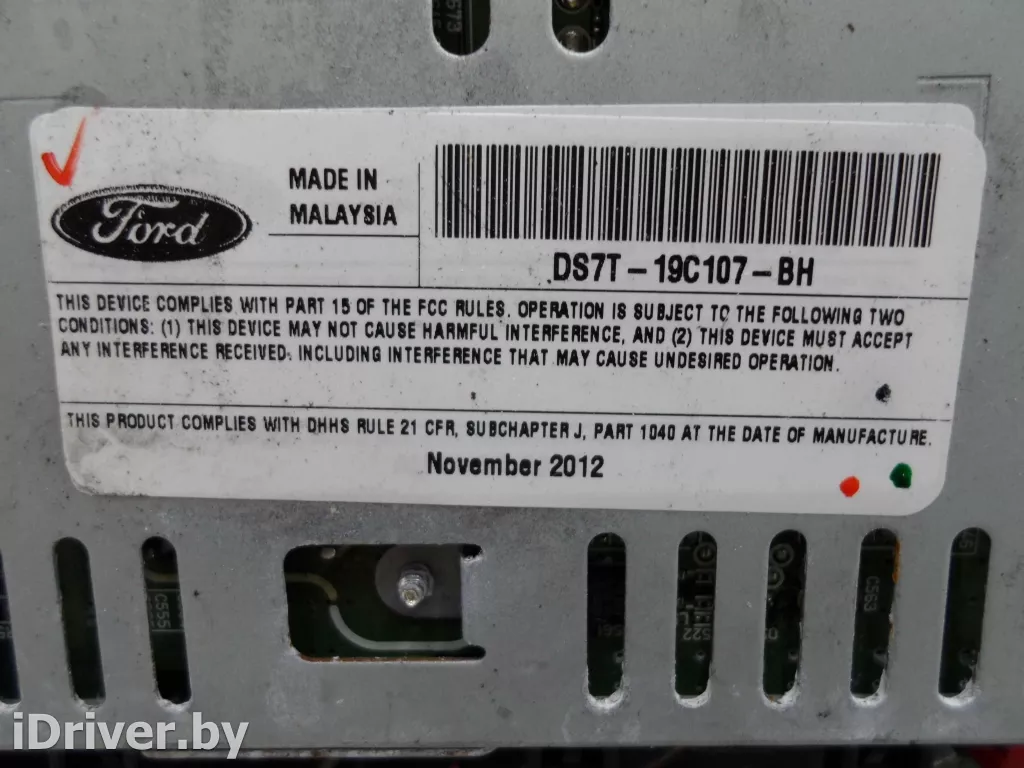 Ford
MADE IN
MALAYSIA
DS7T-19C107-BH
THIS DEVICE COMPLIES WITH PART 15 OF THE FCC RULES. OPERATION IS SUBJECT TO THE FOLLOWING TWO
CONDITIONS: (1) THIS DEVICE MAY NOT CAUSE HARMFUL INTERFERENCE, AND (2) THIS DEVICE MUST ACCEPT
ANY INTERFERENCE RECEIVED, INCLUDING INTERFERENCE THAT MAY CAUSE UNDESIRED OPERATION.
THIS PRODUCT COMPLIES WITH DHHS RULE 21 CFR, SUBCHAPTER J, PART 1040 AT THE DATE OF MANUFACTURE.
November 2012
C555
C563
iDriver.by